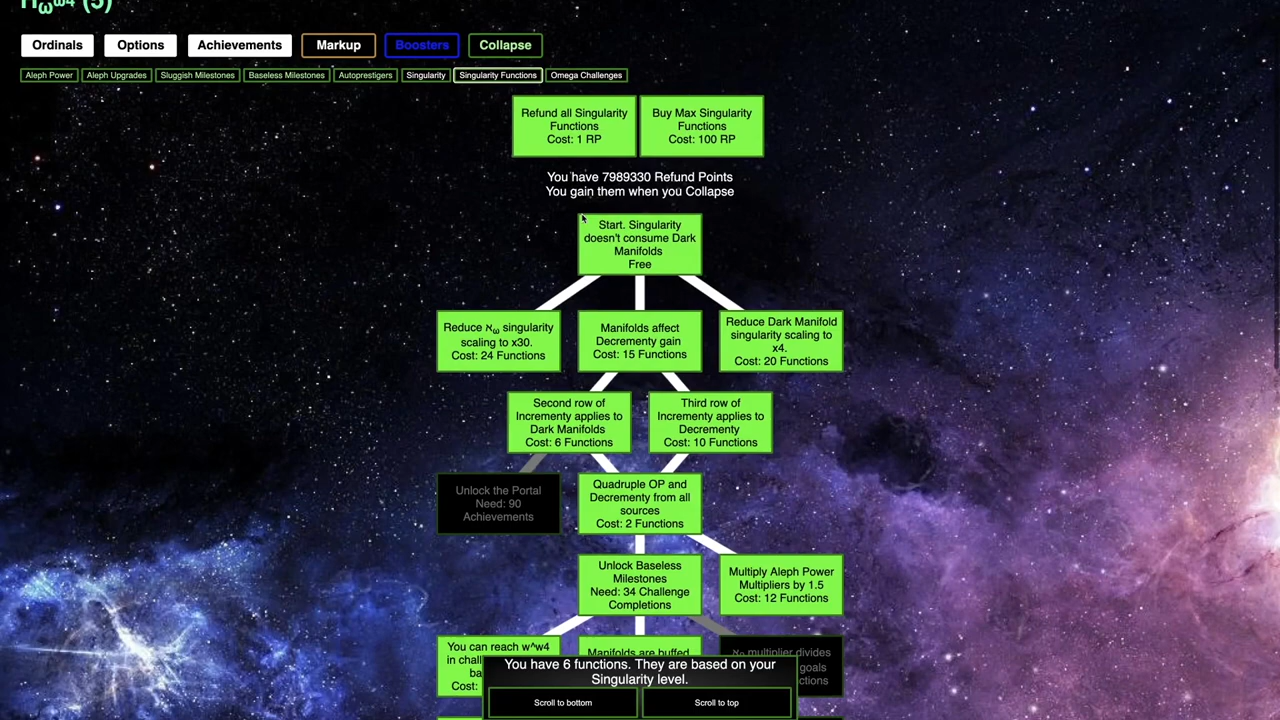 Hωω4 (5)
Ordinals Options Achievements Markup Boosters Collapse
Aleph Power Aleph Upgrades Sluggish Milestones Baseless Milestones Autoprestigers Singularity Singularity Functions Omega Challenges
Refund all Singularity
Functions
Cost: 1 RP
Buy Max Singularity
Functions
Cost: 100 RP
You have 7989330 Refund Points
You gain them when you Collapse
Start. Singularity
doesn't consume Dark
Manifolds
Free
Reduce ℵω singularity
scaling to x30.
Cost: 24 Functions
Manifolds affect
Decrementy gain
Cost: 15 Functions
Reduce Dark Manifold
singularity scaling to
x4.
Cost: 20 Functions
Second row of
Incrementy applies to
Dark Manifolds
Cost: 6 Functions
Third row of
Incrementy applies to
Decrementy
Cost: 10 Functions
Unlock the Portal
Need: 90
Achievements
Quadruple OP and
Decrementy from all
sources
Cost: 2 Functions
Unlock Baseless
Milestones
Need: 34 Challenge
Completions
Multiply Aleph Power
Multipliers by 1.5
Cost: 12 Functions
You can reach w^w4
in chal
ba
Cost:
Manifolds are buffed
multiplier divides
goals
ctions
You have 6 functions. They are based on your
Singularity level.
Scroll to bottom Scroll to top